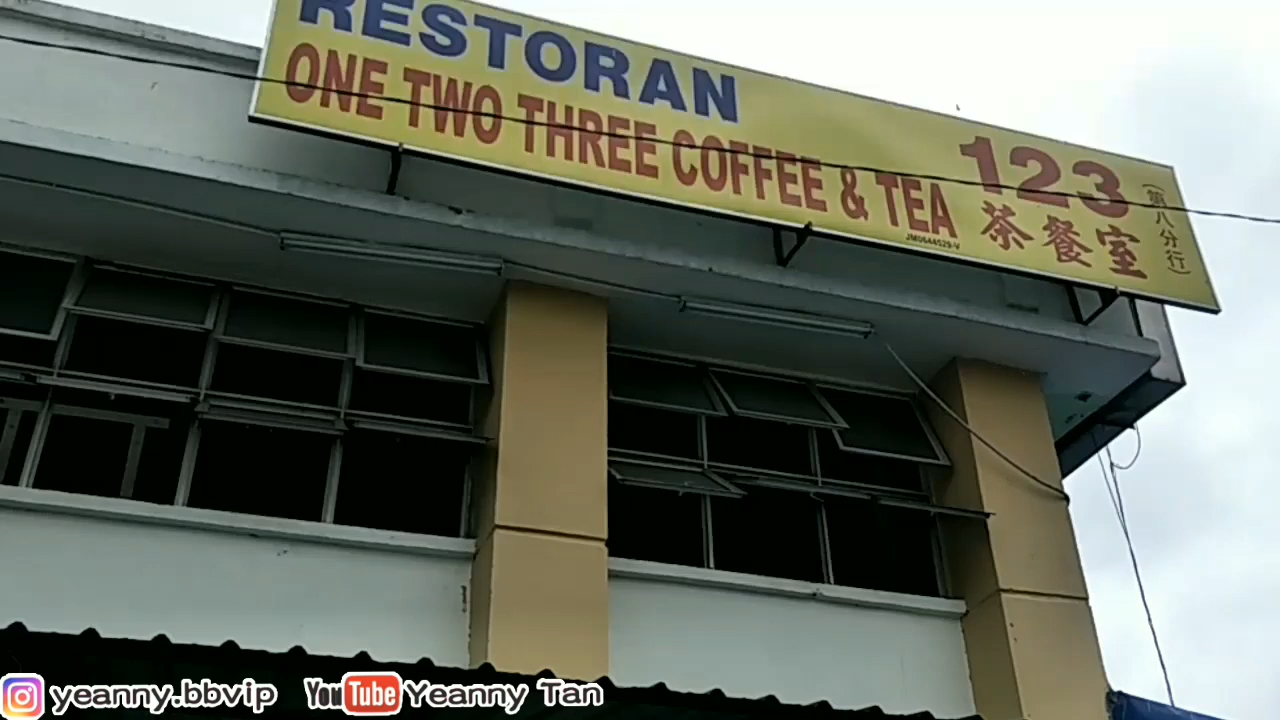 RESTORAN
ONE TWO THREE COFFEE & TEA
JM0644529-V
123
茶餐室
(第八分行)
yeanny.bbvip
YouTube Yeanny Tan